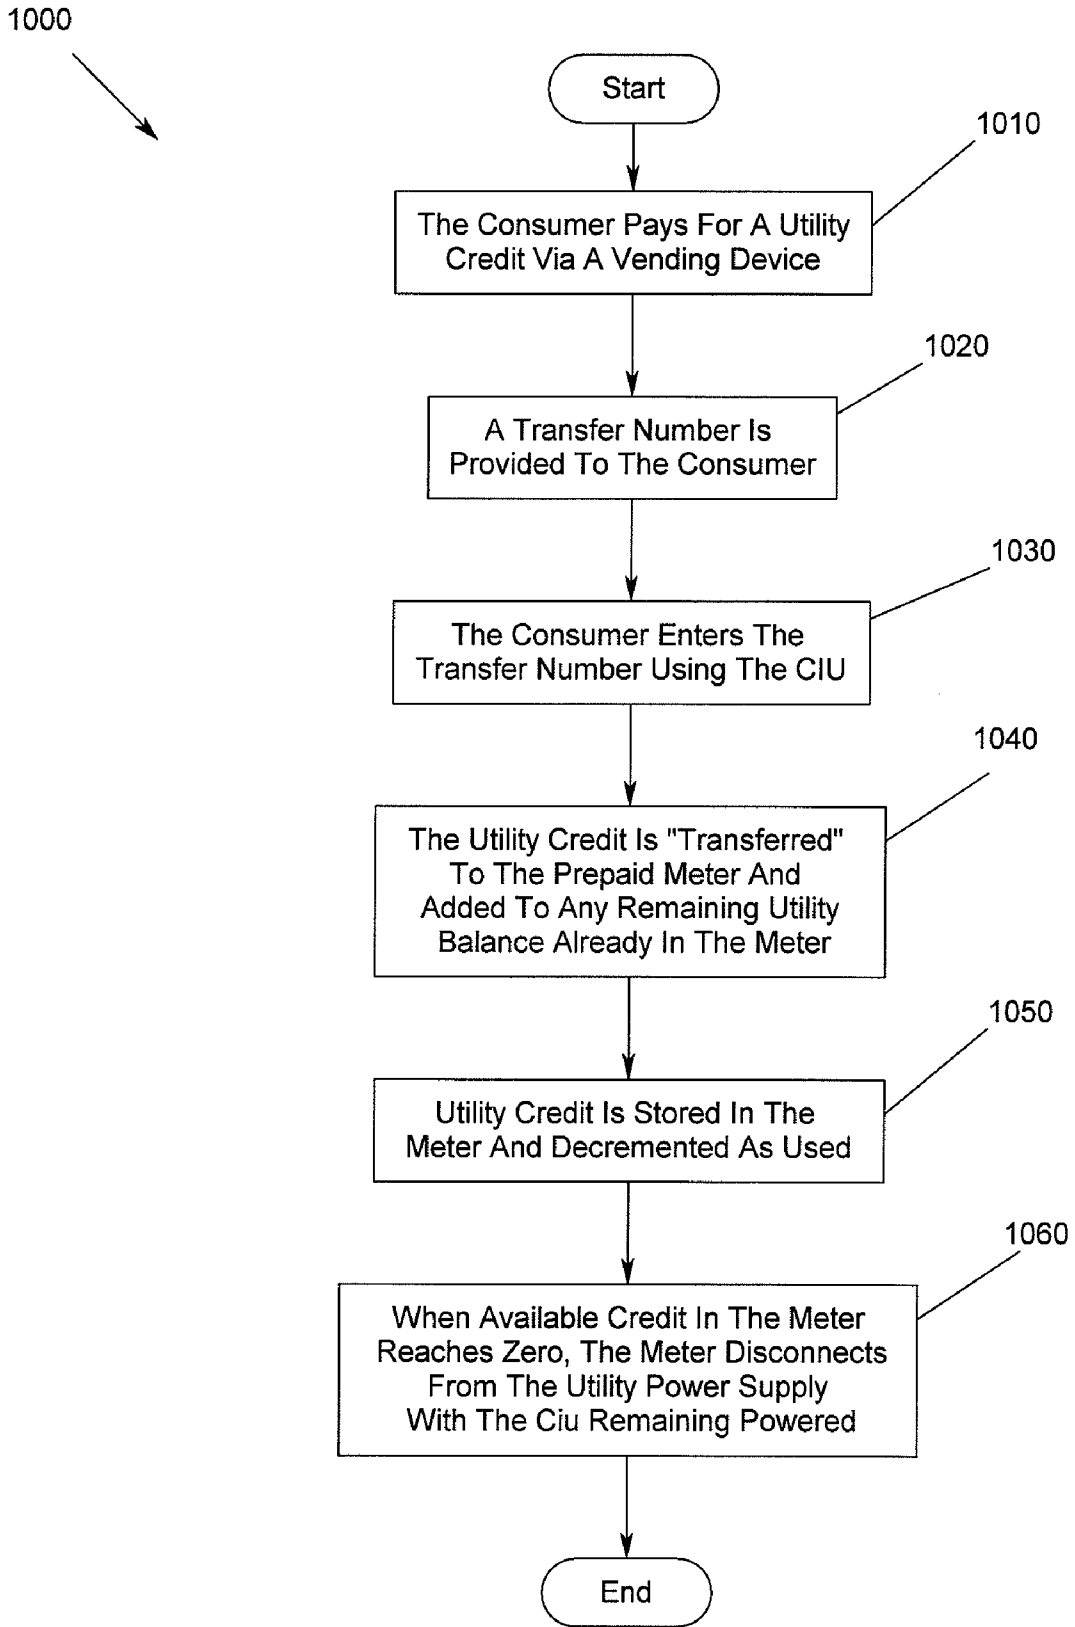 1000
Start
1010
The Consumer Pays For A Utility
Credit Via A Vending Device
1020
A Transfer Number Is
Provided To The Consumer
1030
The Consumer Enters The
Transfer Number Using The CIU
1040
The Utility Credit Is "Transferred"
To The Prepaid Meter And
Added To Any Remaining Utility
Balance Already In The Meter
1050
Utility Credit Is Stored In The
Meter And Decremented As Used
1060
When Available Credit In The Meter
Reaches Zero, The Meter Disconnects
From The Utility Power Supply
With The Ciu Remaining Powered
End